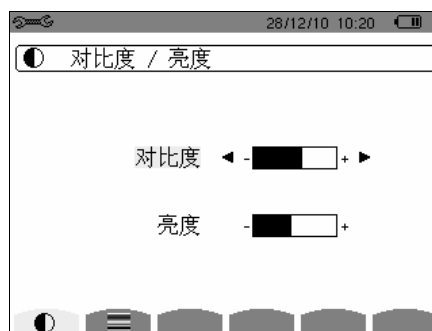 28/12/10 10:20
对比度 / 亮度
对比度 ◄ - + ►
亮度 - +